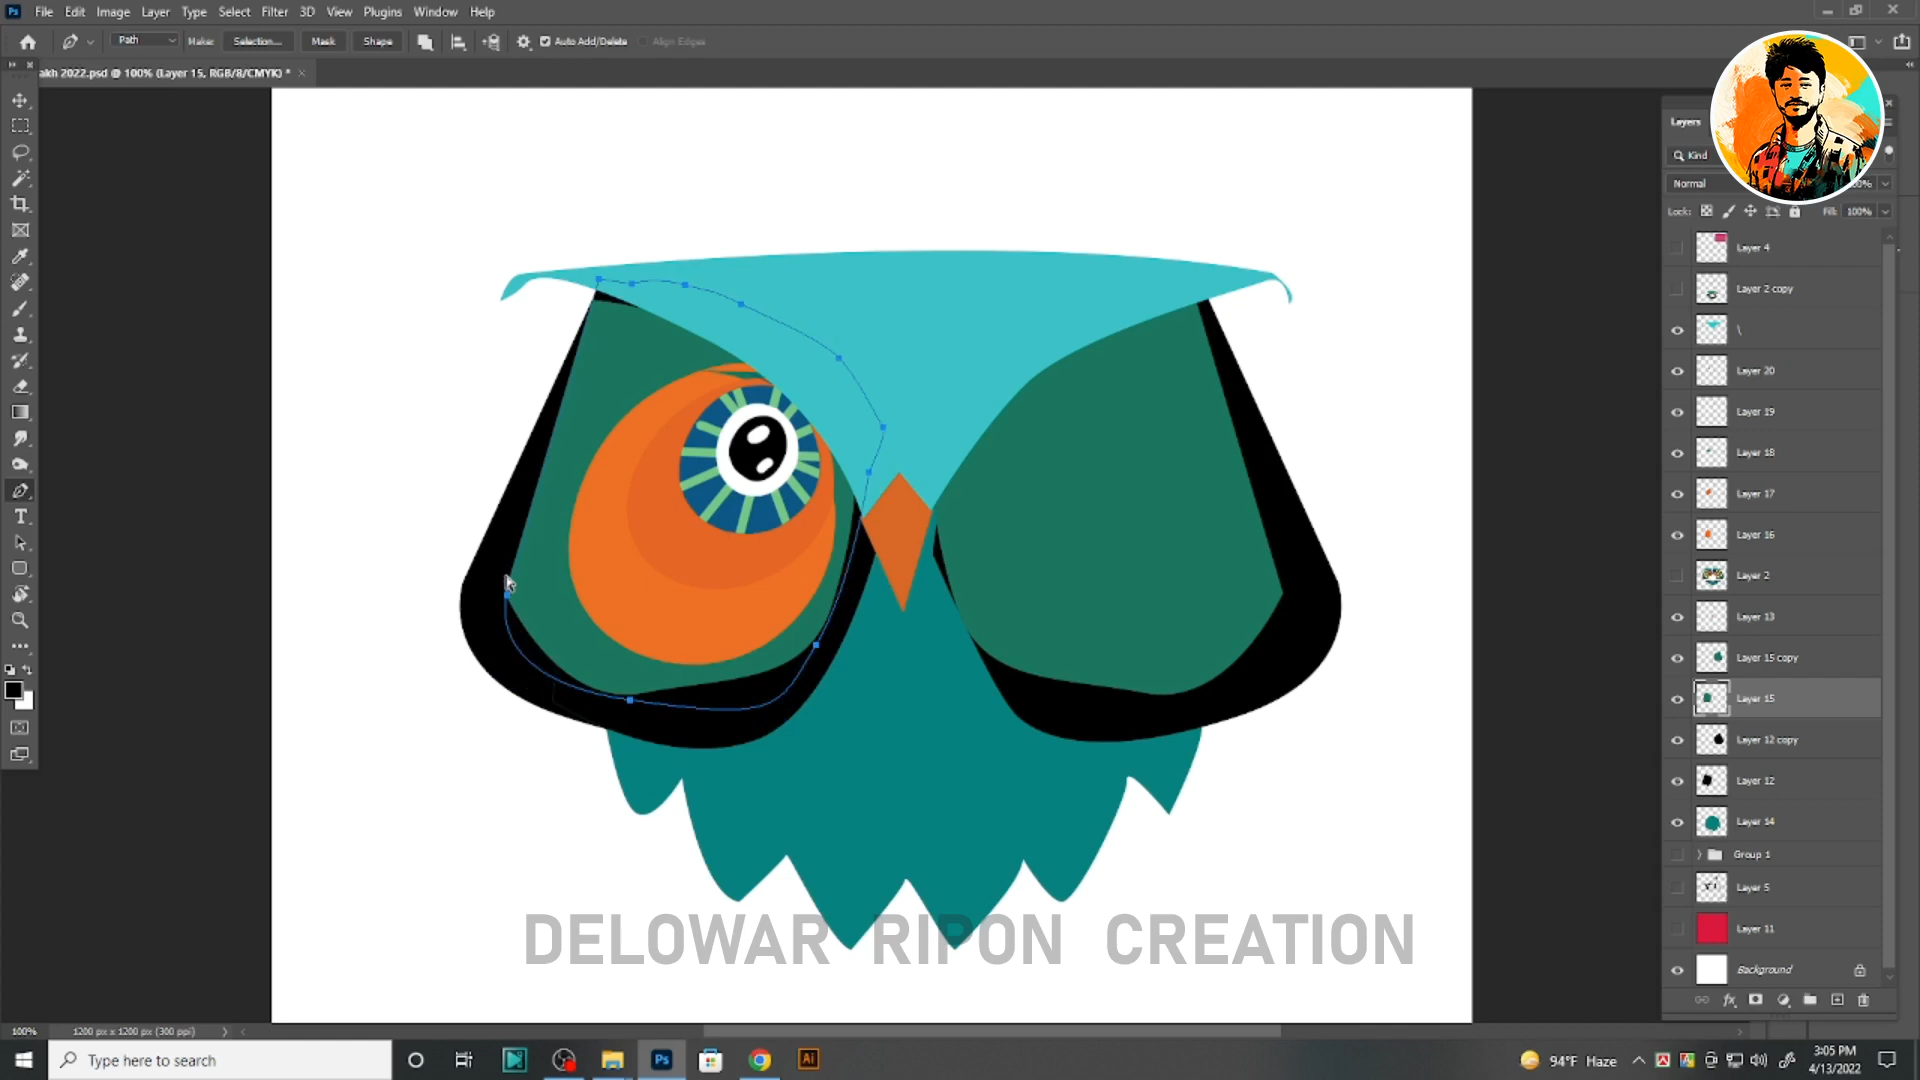 Ps File Edit Image Layer Type Select Filter 3D View Plugins Window Help
Path Make: Selection... Mask Shape Auto Add/Delete Align Edges
akh 2022.psd @ 100% (Layer 15, RGB/8/CMYK) *
Layers
Kind
Normal
Lock: Fill: 100%
Layer 4
Layer 2 copy
\
Layer 20
Layer 19
Layer 18
Layer 17
Layer 16
Layer 2
Layer 13
Layer 15 copy
Layer 15
Layer 12 copy
Layer 12
Layer 14
Group 1
Layer 5
Layer 11
Background
DELOWAR RIPON CREATION
100% 1200 px x 1200 px (300 ppi)
Type here to search
Ps
Ai
94°F Haze
3:05 PM
4/13/2022